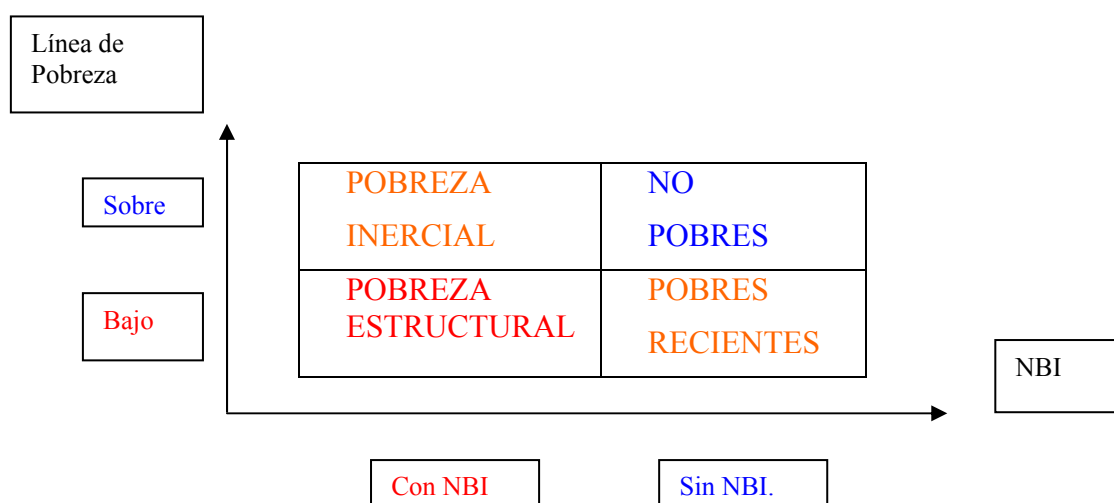 Línea de
Pobreza
Sobre
POBREZA
INERCIAL
NO
POBRES
Bajo
POBREZA
ESTRUCTURAL
POBRES
RECIENTES
NBI
Con NBI
Sin NBI.